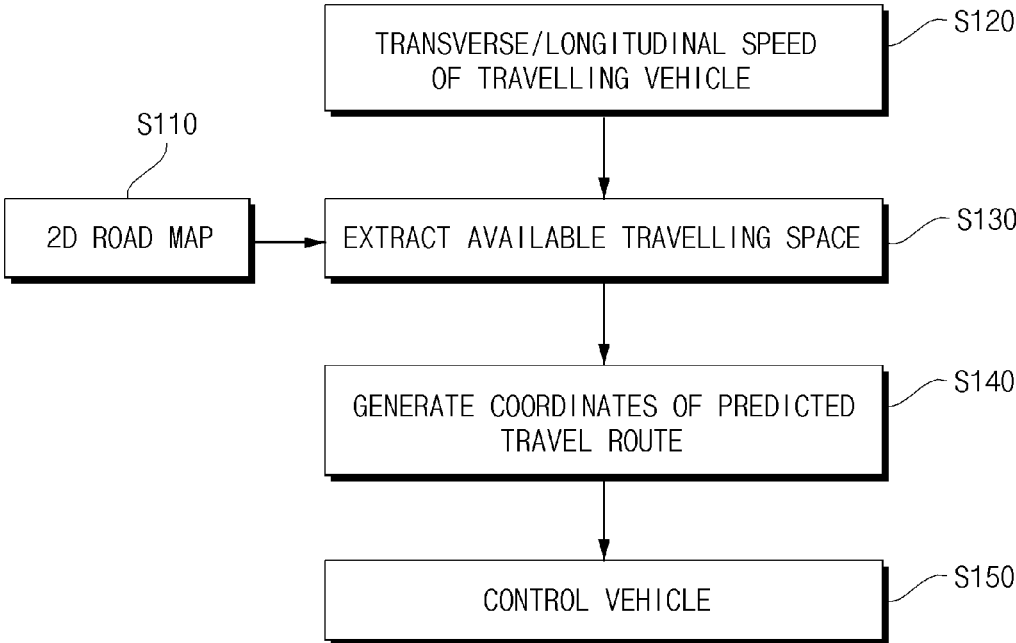 S120
TRANSVERSE/LONGITUDINAL SPEED
OF TRAVELLING VEHICLE
S110
2D ROAD MAP
EXTRACT AVAILABLE TRAVELLING SPACE
S130
GENERATE COORDINATES OF PREDICTED
TRAVEL ROUTE
S140
CONTROL VEHICLE
S150